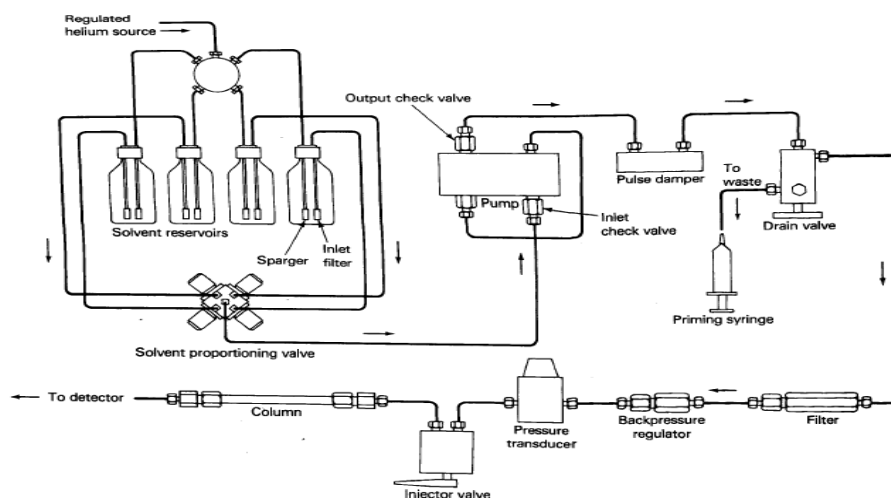 Regulated
helium source
Output check valve
Pump
Inlet
check valve
Pulse damper
To
waste
Drain valve
Priming syringe
Solvent reservoirs
Sparger
Inlet
filter
Solvent proportioning valve
To detector
Column
Injector valve
Pressure
transducer
Backpressure
regulator
Filter